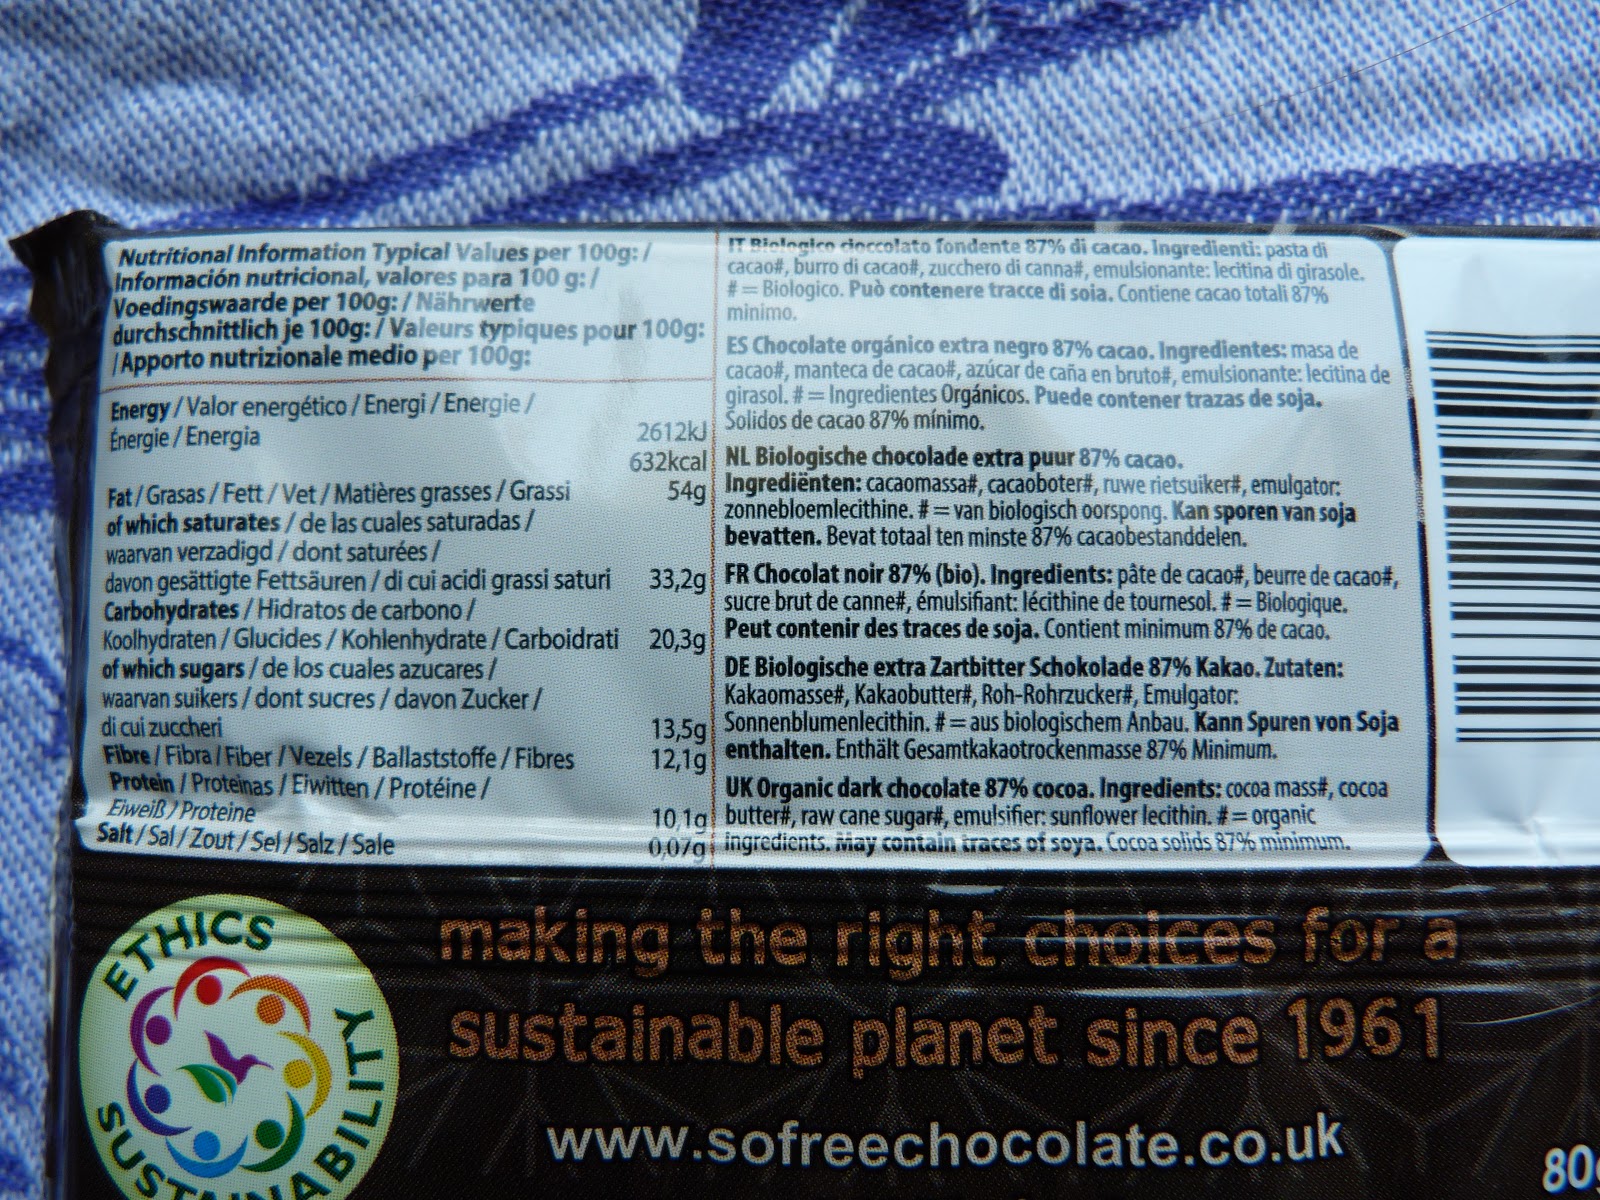 Nutritional Information Typical Values per 100g: /
Información nutricional, valores para 100 g: /
Voedingswaarde per 100g: / Nährwerte
durchschnittlich je 100g: / Valeurs typiques pour 100g:
/ Apporto nutrizionale medio per 100g:
Energy / Valor energético / Energi / Energie /
Énergie / Energia 2612kJ
632kcal
Fat / Grasas / Fett / Vet / Matières grasses / Grassi 54g
of which saturates / de las cuales saturadas /
waarvan verzadigd / dont saturées /
davon gesättigte Fettsäuren / di cui acidi grassi saturi 33,2g
Carbohydrates / Hidratos de carbono /
Koolhydraten / Glucides / Kohlenhydrate / Carboidrati 20,3g
of which sugars / de los cuales azucares /
waarvan suikers / dont sucres / davon Zucker /
di cui zuccheri 13,5g
Fibre / Fibra / Fiber / Vezels / Ballaststoffe / Fibres 12,1g
Protein / Proteinas / Eiwitten / Protéine /
Eiweiß / Proteine 10,1g
Salt / Sal / Zout / Sel / Salz / Sale 0,07g
IT Biologico cioccolato fondente 87% di cacao. Ingredienti: pasta di
cacao#, burro di cacao#, zucchero di canna#, emulsionante: lecitina di girasole.
# = Biologico. Può contenere tracce di soia. Contiene cacao totali 87%
minimo.
ES Chocolate orgánico extra negro 87% cacao. Ingredientes: masa de
cacao#, manteca de cacao#, azúcar de caña en bruto#, emulsionante: lecitina de
girasol. # = Ingredientes Orgánicos. Puede contener trazas de soja.
Solidos de cacao 87% mínimo.
NL Biologische chocolade extra puur 87% cacao.
Ingrediënten: cacaomassa#, cacaoboter#, ruwe rietsuiker#, emulgator:
zonnebloemlecithine. # = van biologisch oorspong. Kan sporen van soja
bevatten. Bevat totaal ten minste 87% cacaobestanddelen.
FR Chocolat noir 87% (bio). Ingredients: pâte de cacao#, beurre de cacao#,
sucre brut de canne#, émulsifiant: lécithine de tournesol. # = Biologique.
Peut contenir des traces de soja. Contient minimum 87% de cacao.
DE Biologische extra Zartbitter Schokolade 87% Kakao. Zutaten:
Kakaomasse#, Kakaobutter#, Roh-Rohrzucker#, Emulgator:
Sonnenblumenlecithin. # = aus biologischem Anbau. Kann Spuren von Soja
enthalten. Enthält Gesamtkakaotrockenmasse 87% Minimum.
UK Organic dark chocolate 87% cocoa. Ingredients: cocoa mass#, cocoa
butter#, raw cane sugar#, emulsifier: sunflower lecithin. # = organic
ingredients. May contain traces of soya. Cocoa solids 87% minimum.
ETHICS
SUSTAINABILITY
making the right choices for a
sustainable planet since 1961
www.sofreechocolate.co.uk
80g